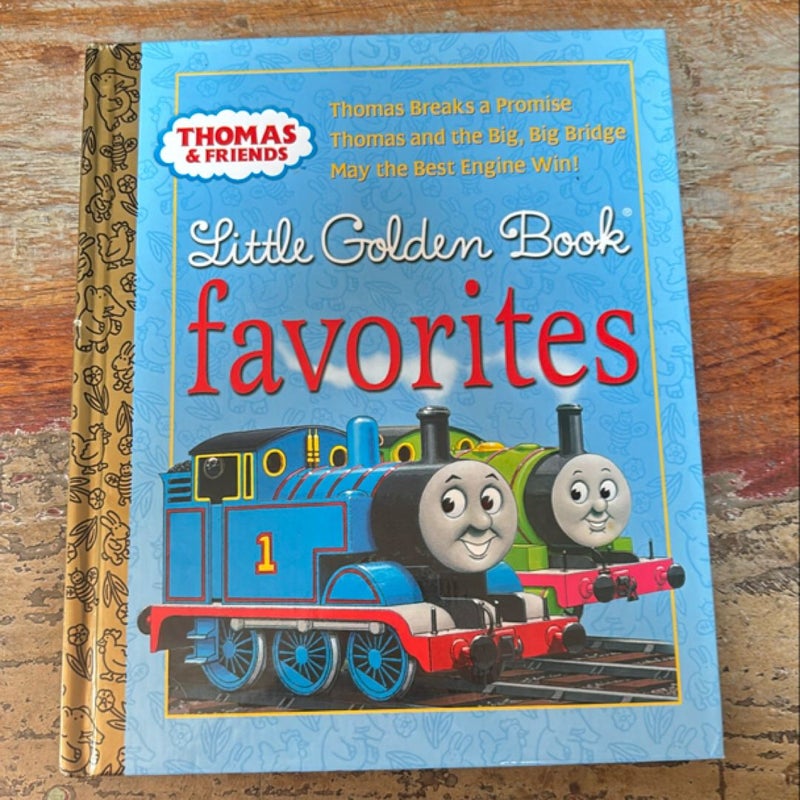 THOMAS
& FRIENDS
Thomas Breaks a Promise
Thomas and the Big, Big Bridge
May the Best Engine Win!
Little Golden Book®
favorites
1